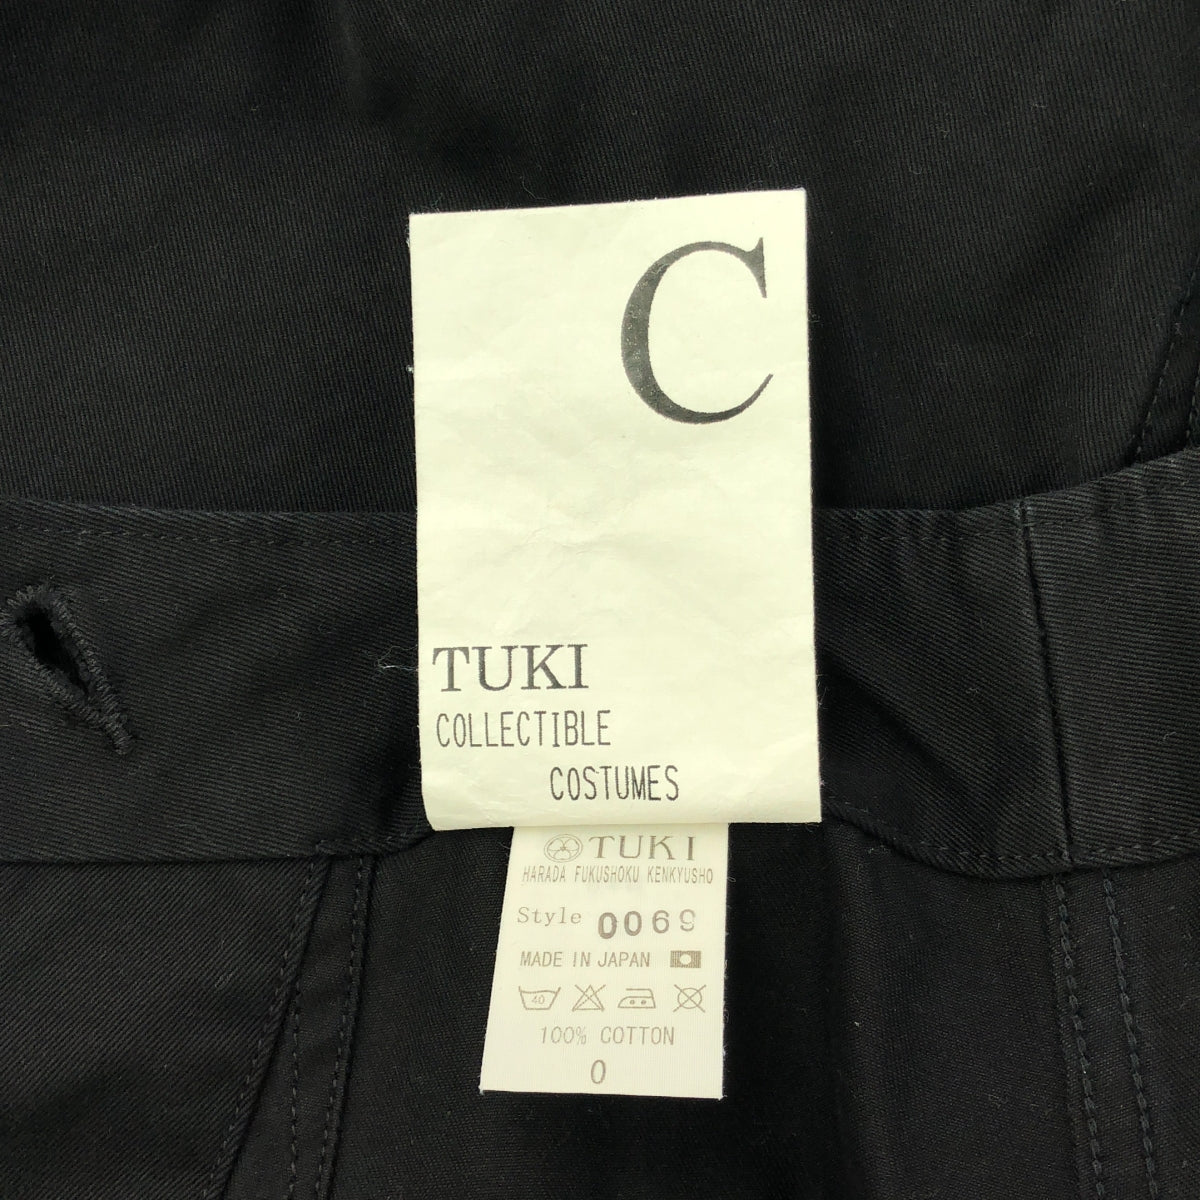 C
TUKI
COLLECTIBLE
COSTUMES
TUKI
HARADA FUKUSHOKU KENKYUSHO
Style 0069
MADE IN JAPAN
40
100% COTTON
0